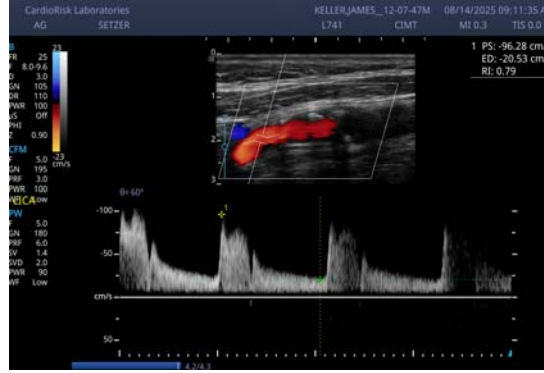 CardioRisk Laboratories KELLER,JAMES,_12-07-47M 08/14/2025 09:11:35 A
AG SETZER L741 CIMT MI 0.3 TIS 0.0
B
FR 25
F 8.0-9.6
D 3.0
GN 105
DR 110
PWR 100
µS Off
PHI
Z 0.90
23
-23
cm/s
CFM
F 5.0
GN 195
PRF 3.0
PWR 100
WF Low
LICA
PW
F 5.0
GN 180
PRF 6.0
SV 1.4
SVD 2.0
PWR 90
WF Low
0
1
2
3
1 PS: -96.28 cm/
ED: -20.53 cm/
RI: 0.79
θ= 60°
-100
1
-50
cm/s
50
4.2/4.3